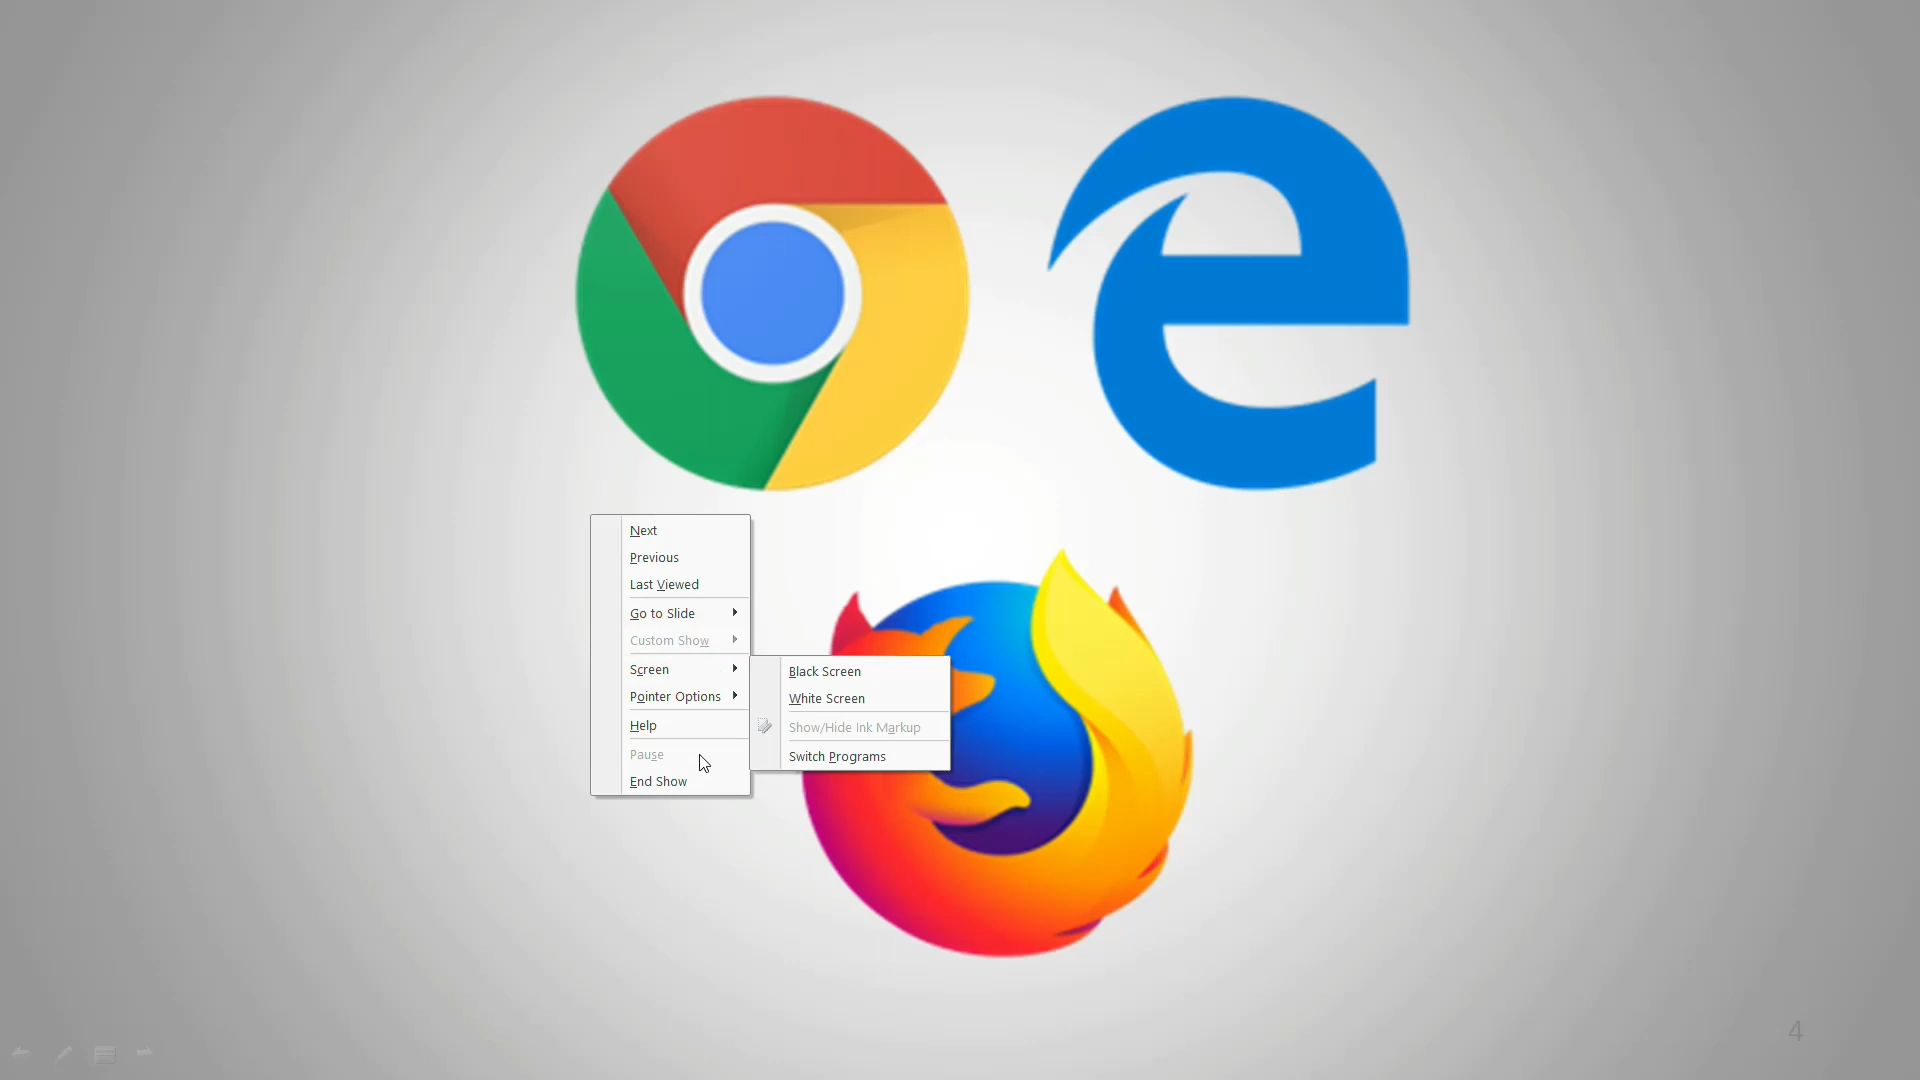 Next
Previous
Last Viewed
Go to Slide
Custom Show
Screen
Pointer Options
Help
Pause
End Show
Black Screen
White Screen
Show/Hide Ink Markup
Switch Programs
4